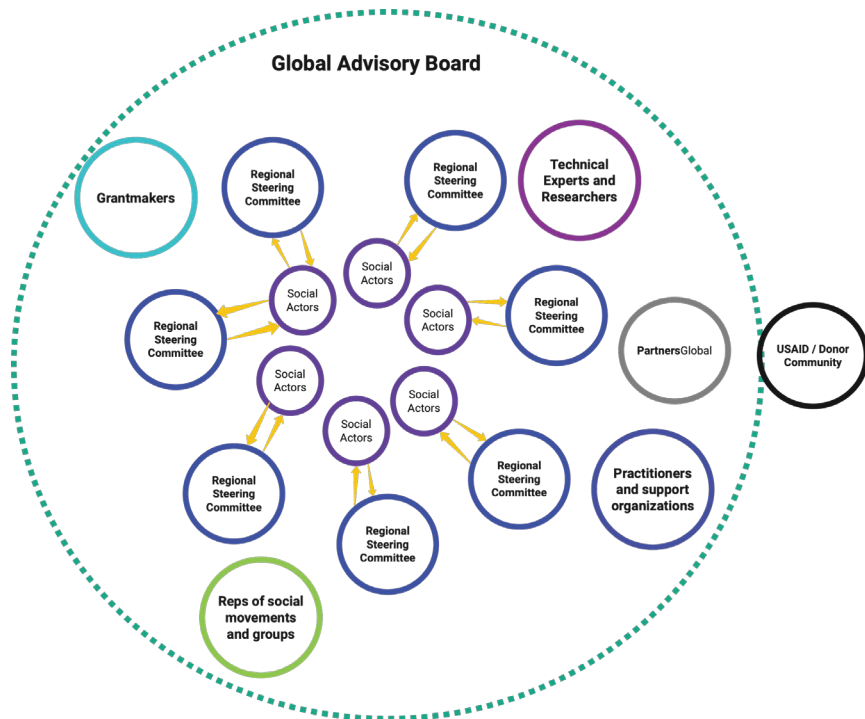 Global Advisory Board
Grantmakers
Regional
Steering
Committee
Regional
Steering
Committee
Technical
Experts and
Researchers
Social
Actors
Social
Actors
Regional
Steering
Committee
Social
Actors
Regional
Steering
Committee
PartnersGlobal
USAID / Donor
Community
Social
Actors
Social
Actors
Social
Actors
Regional
Steering
Committee
Regional
Steering
Committee
Practitioners
and support
organizations
Regional
Steering
Committee
Reps of social
movements
and groups